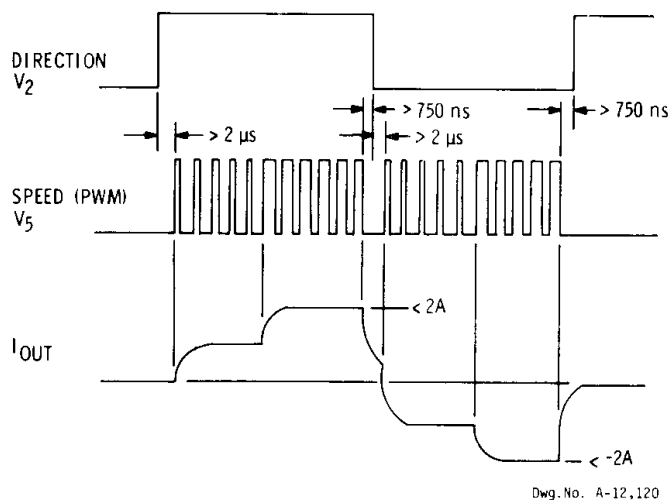 DIRECTION
V2
> 750 ns
> 750 ns
> 2 µs
> 2 µs
SPEED (PWM)
V5
< 2A
IOUT
< -2A
Dwg. No. A-12,120